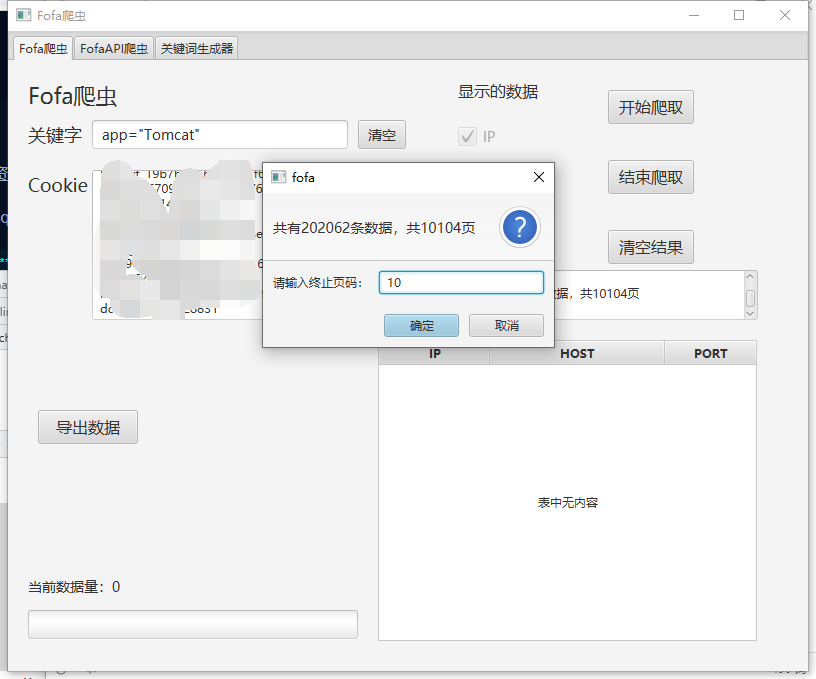 Fofa爬虫
Fofa爬虫 FofaAPI爬虫 关键词生成器
Fofa爬虫
显示的数据
开始爬取
关键字 app="Tomcat" 清空
IP
Cookie
结束爬取
清空结果
fofa
共有202062条数据，共10104页
?
请输入终止页码： 10
确定 取消
据，共10104页
IP HOST PORT
导出数据
表中无内容
当前数据量：0